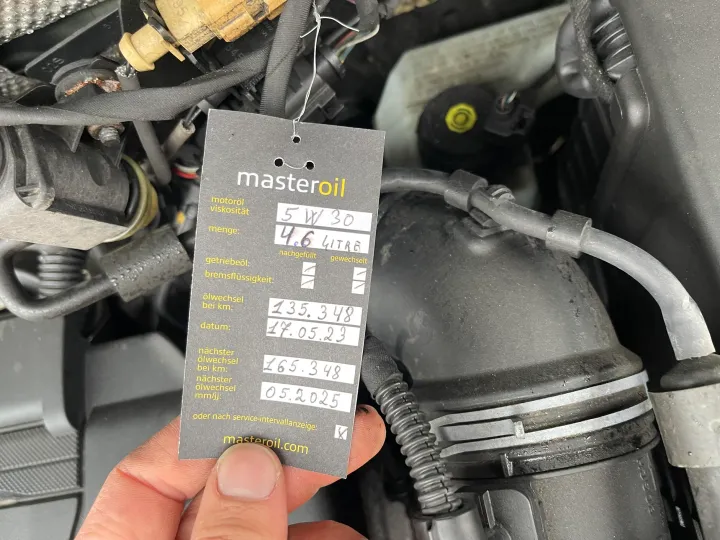 masteroil
motoröl viskosität: 5 W 30
menge: 4.6 LITRE
nachgefüllt gewechselt
getriebeöl:
bremsflüssigkeit:
ölwechsel bei km: 135.348
datum: 17.05.23
nächster ölwechsel bei km: 165.348
nächster ölwechsel mm/jj: 05.2025
oder nach service-intervallanzeige:
masteroil.com